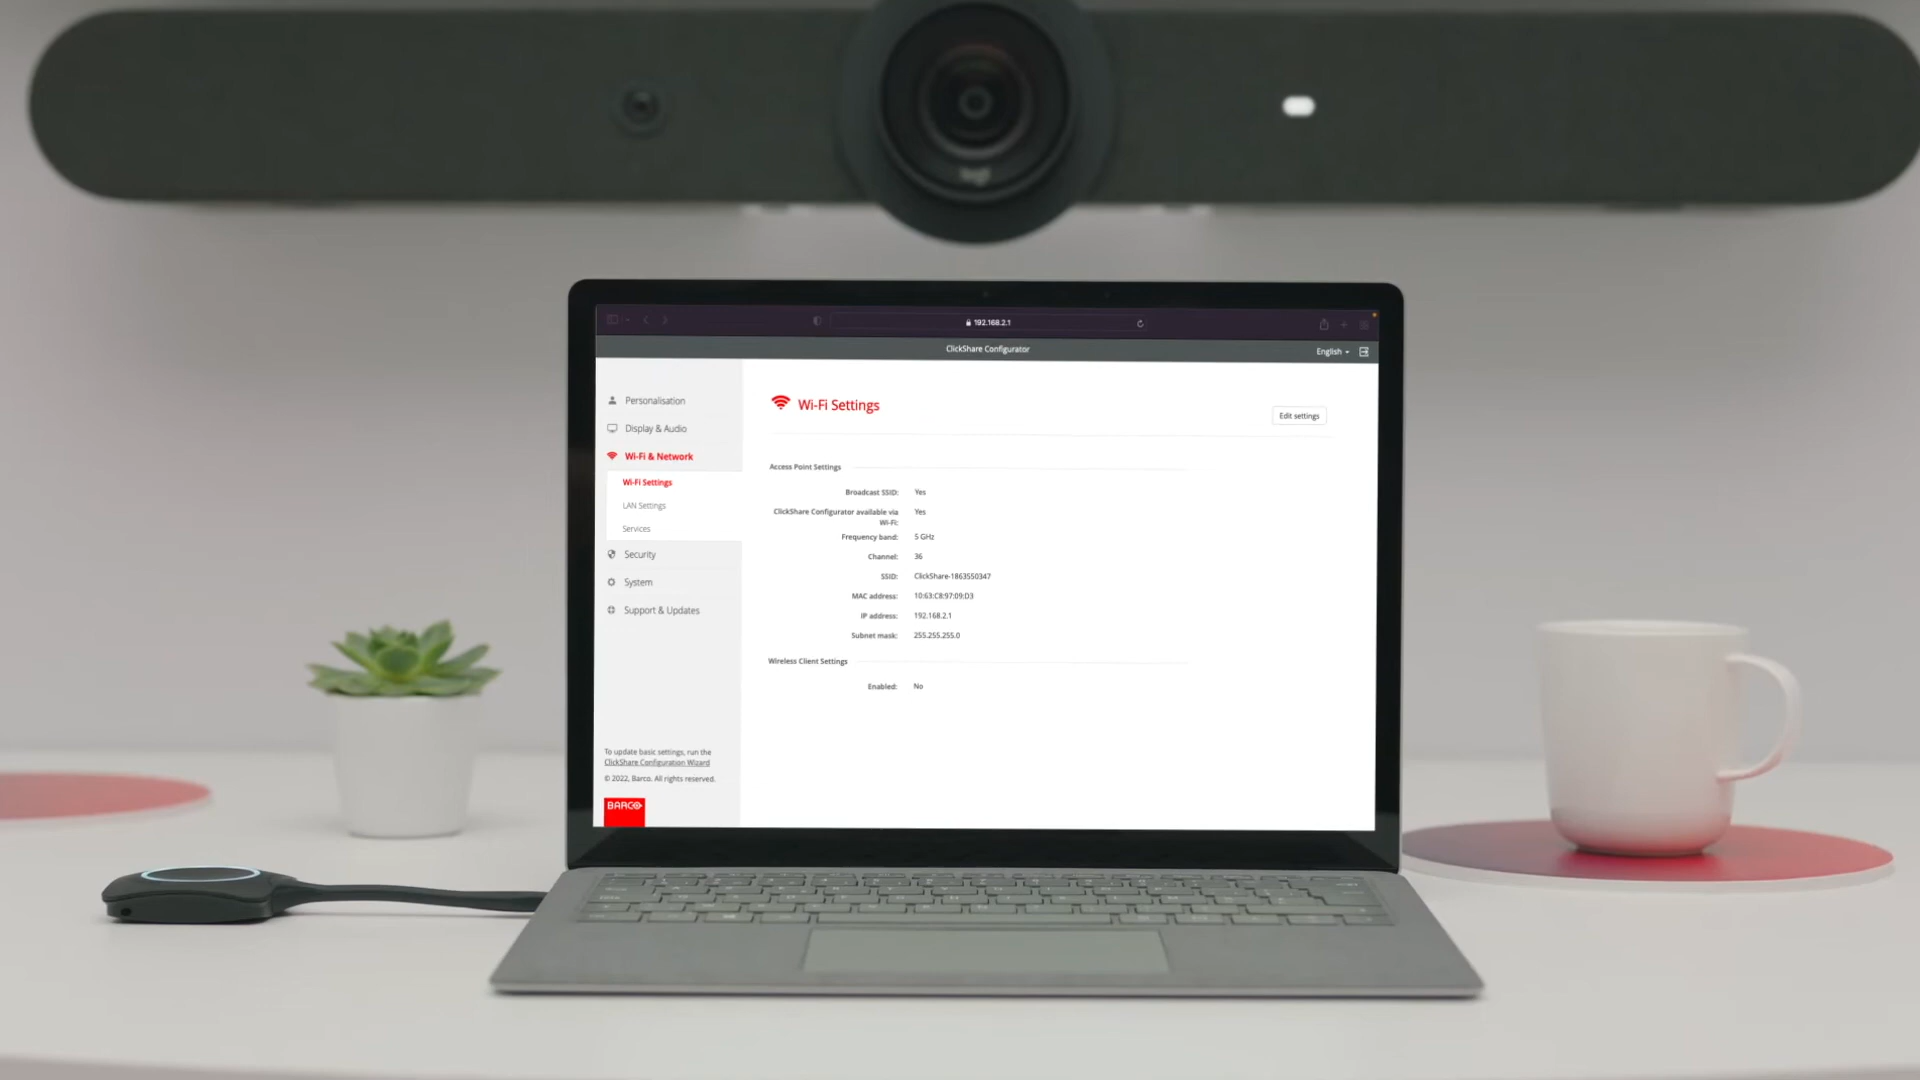 logi
192.168.2.1
ClickShare Configurator
English
Personalisation
Display & Audio
Wi-Fi & Network
Wi-Fi Settings
LAN Settings
Services
Security
System
Support & Updates
To update basic settings, run the
ClickShare Configuration Wizard
© 2022, Barco. All rights reserved.
BARCO
Wi-Fi Settings
Edit settings
Access Point Settings
Broadcast SSID: Yes
ClickShare Configurator available via Wi-Fi: Yes
Frequency band: 5 GHz
Channel: 36
SSID: ClickShare-1863550347
MAC address: 10:63:C8:97:09:D3
IP address: 192.168.2.1
Subnet mask: 255.255.255.0
Wireless Client Settings
Enabled: No